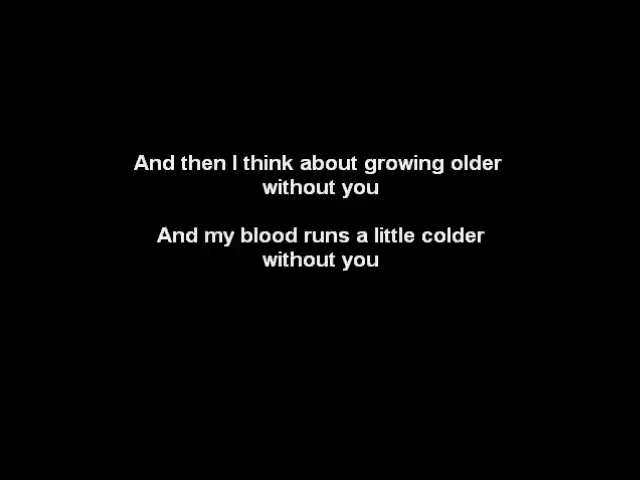 And then I think about growing older
without you
And my blood runs a little colder
without you